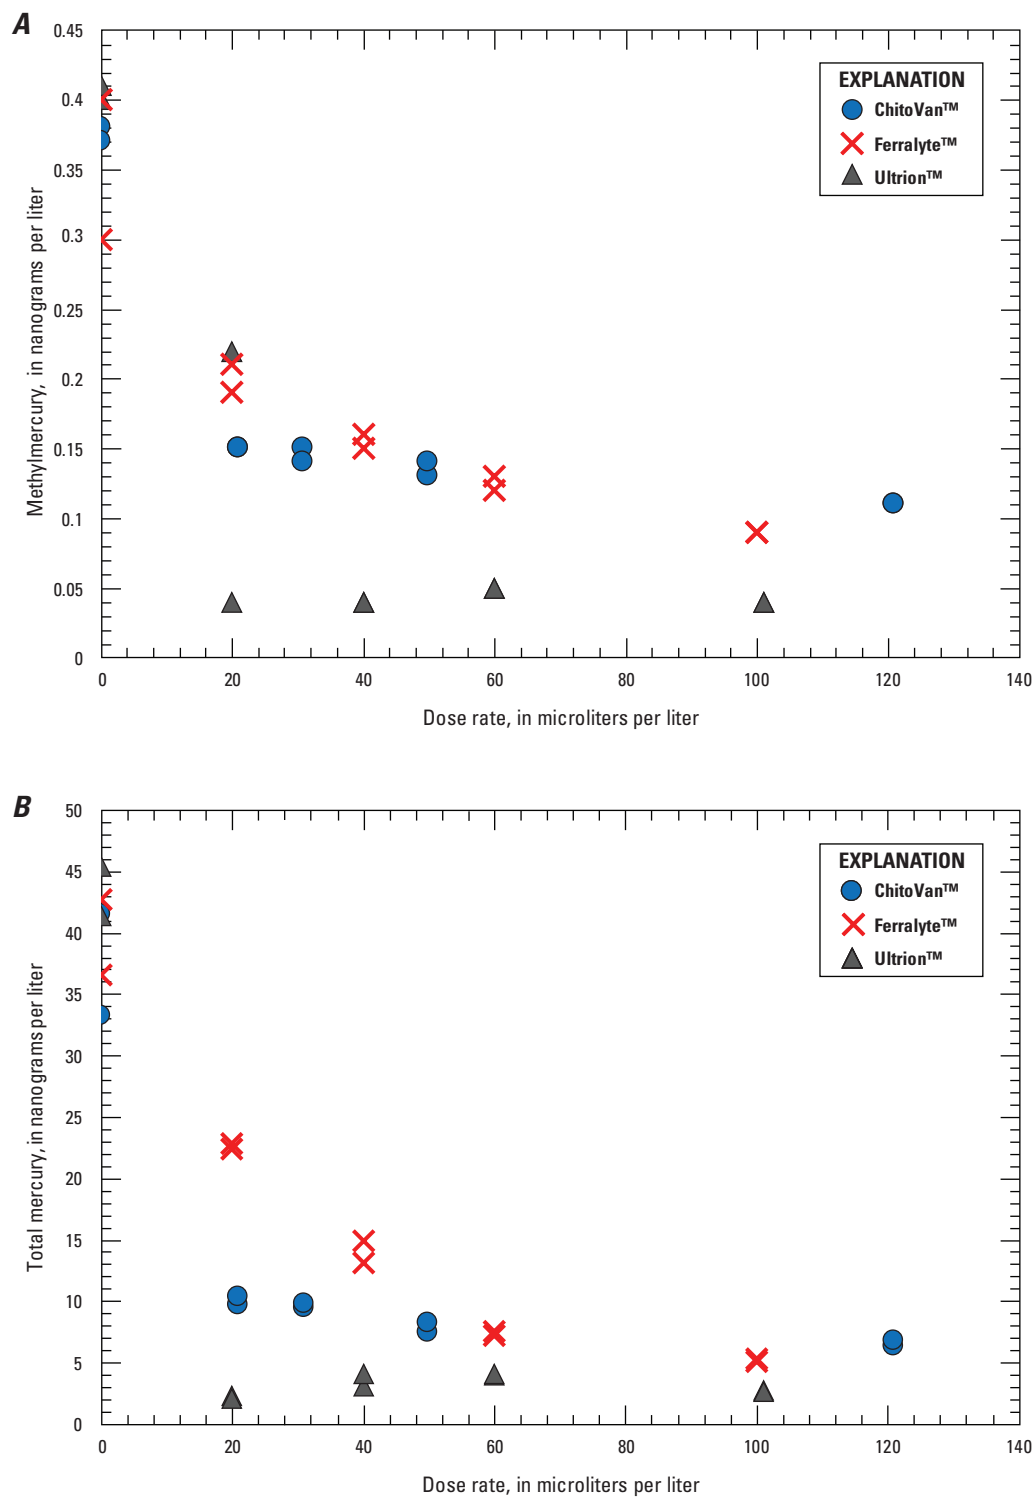 A
0.45
0.4
0.35
0.3
0.25
0.2
0.15
0.1
0.05
0
Methylmercury, in nanograms per liter
EXPLANATION
ChitoVan™
Ferralyte™
Ultrion™
0 20 40 60 80 100 120 140
Dose rate, in microliters per liter
B
50
45
40
35
30
25
20
15
10
5
0
Total mercury, in nanograms per liter
EXPLANATION
ChitoVan™
Ferralyte™
Ultrion™
0 20 40 60 80 100 120 140
Dose rate, in microliters per liter